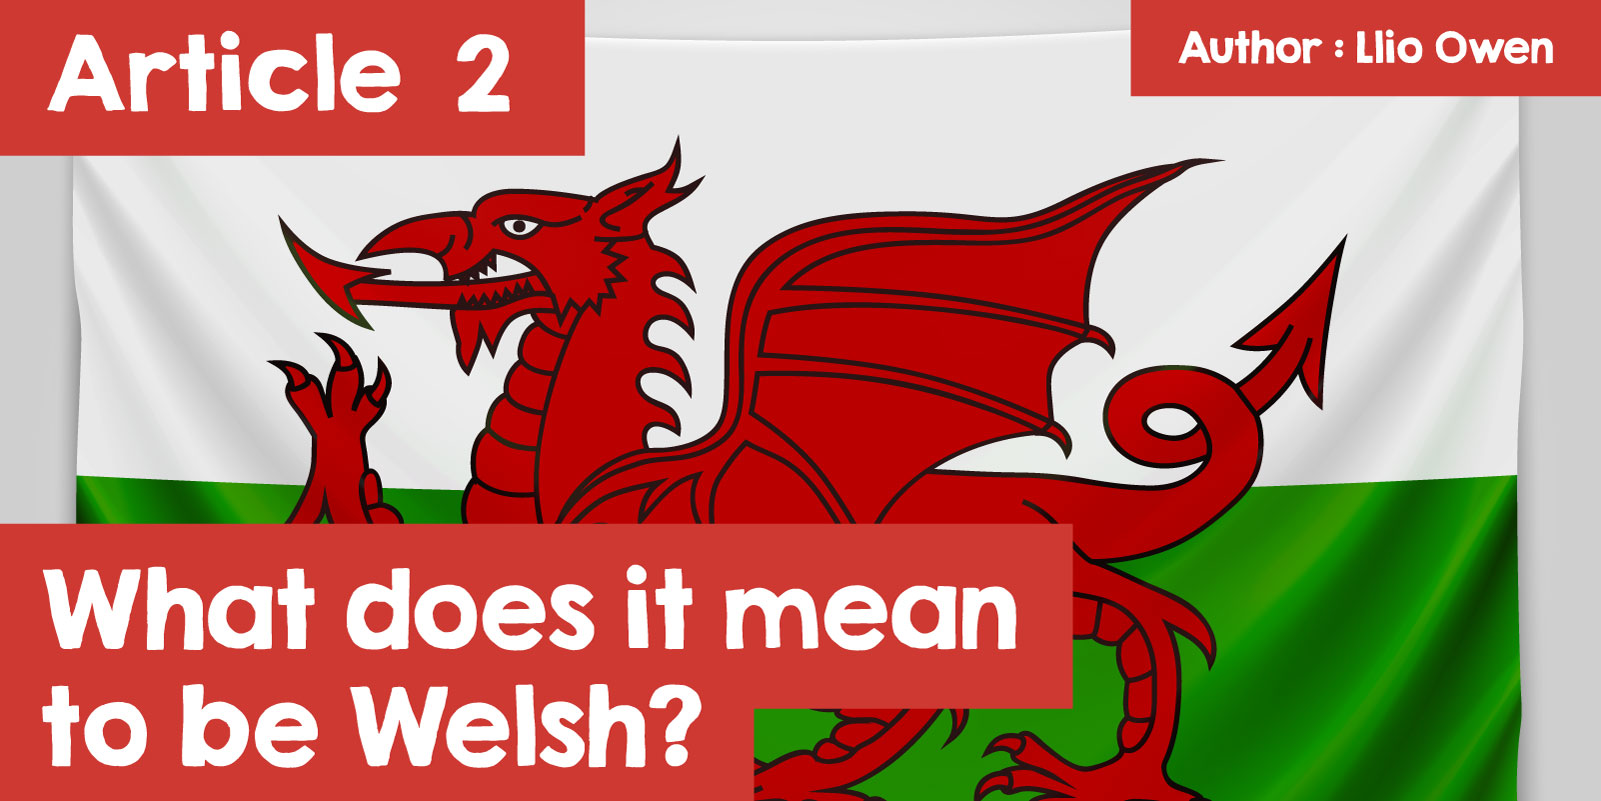 Article 2
Author : Llio Owen
What does it mean
to be Welsh?